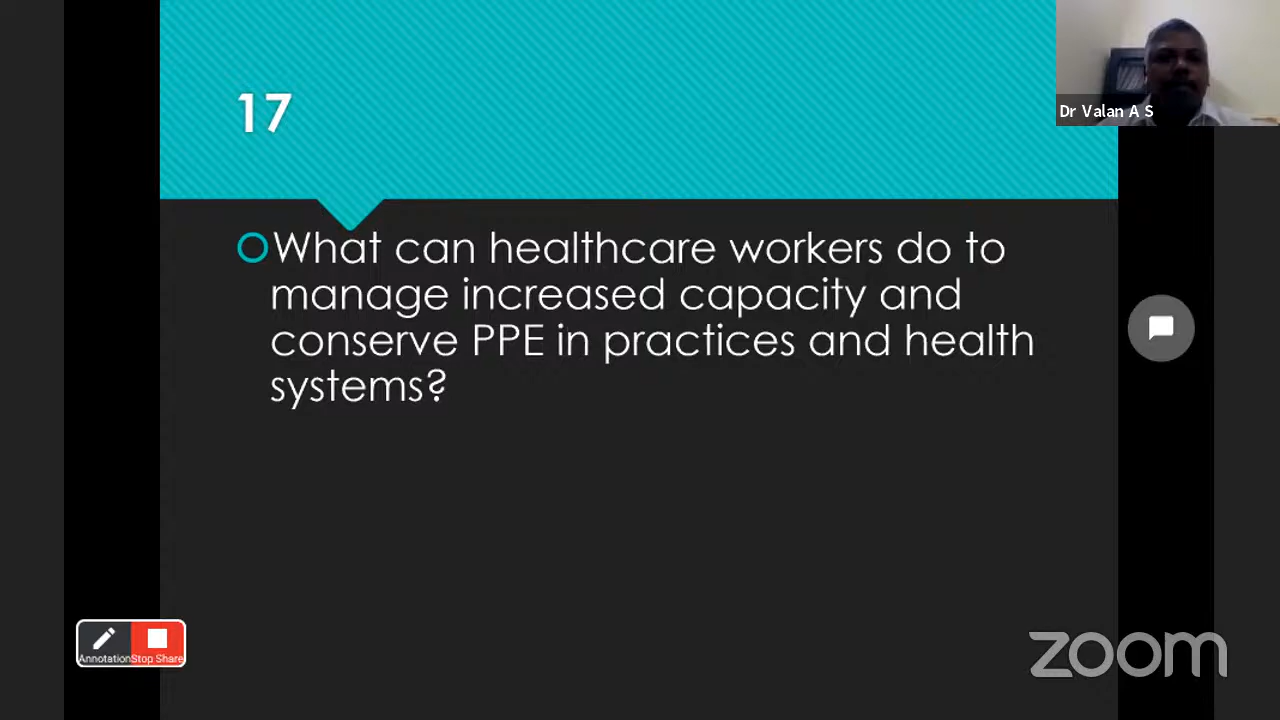 17
Dr Valan A S
What can healthcare workers do to
manage increased capacity and
conserve PPE in practices and health
systems?
Annotation Stop Share
zoom